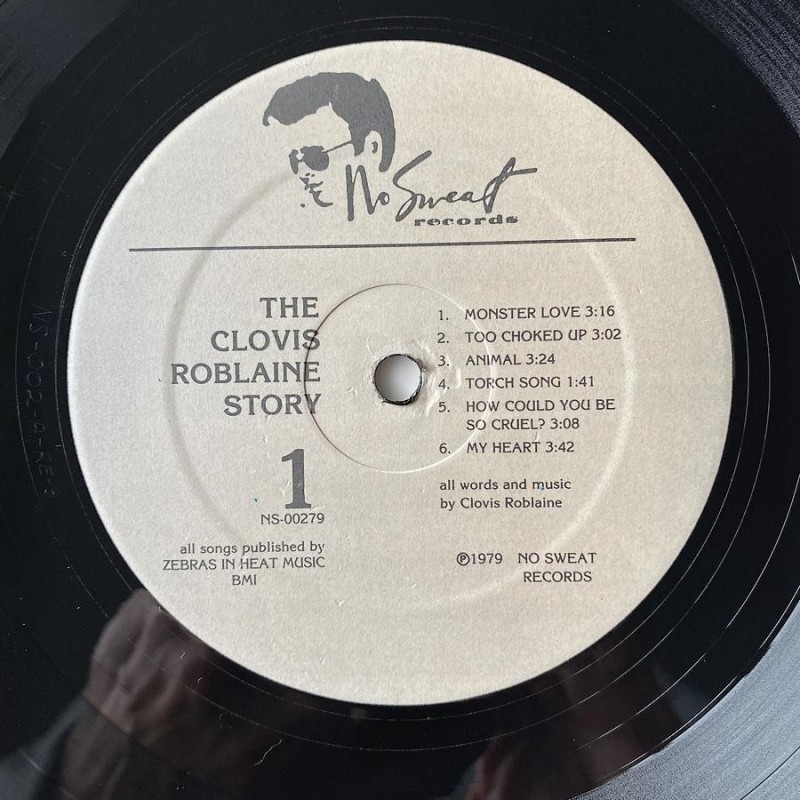 No Sweat
records
THE
CLOVIS
ROBLAINE
STORY
1
NS-00279
all songs published by
ZEBRAS IN HEAT MUSIC
BMI
1. MONSTER LOVE 3:16
2. TOO CHOKED UP 3:02
3. ANIMAL 3:24
4. TORCH SONG 1:41
5. HOW COULD YOU BE
SO CRUEL? 3:08
6. MY HEART 3:42
all words and music
by Clovis Roblaine
℗1979 NO SWEAT
RECORDS